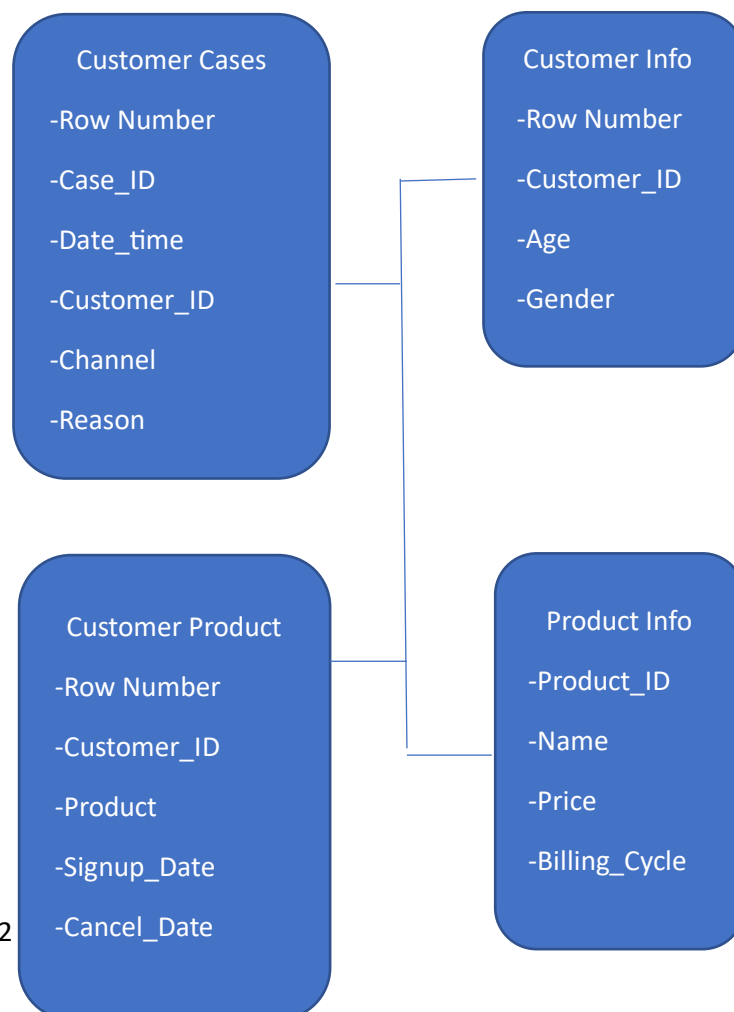 Customer Cases
-Row Number
-Case_ID
-Date_time
-Customer_ID
-Channel
-Reason
Customer Info
-Row Number
-Customer_ID
-Age
-Gender
Customer Product
-Row Number
-Customer_ID
-Product
-Signup_Date
-Cancel_Date
Product Info
-Product_ID
-Name
-Price
-Billing_Cycle
2